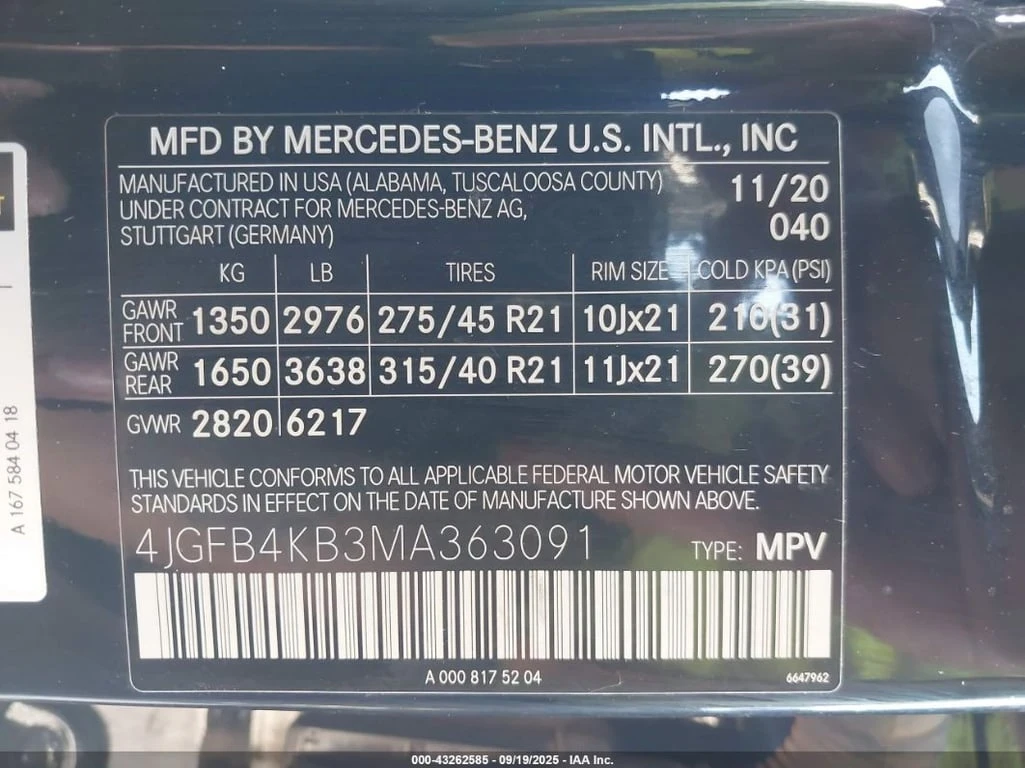 MFD BY MERCEDES-BENZ U.S. INTL., INC
MANUFACTURED IN USA (ALABAMA, TUSCALOOSA COUNTY) 11/20
UNDER CONTRACT FOR MERCEDES-BENZ AG, 040
STUTTGART (GERMANY)
KG LB TIRES RIM SIZE COLD KPA (PSI)
GAWR FRONT 1350 2976 275/45 R21 10Jx21 210(31)
GAWR REAR 1650 3638 315/40 R21 11Jx21 270(39)
GVWR 2820 6217
THIS VEHICLE CONFORMS TO ALL APPLICABLE FEDERAL MOTOR VEHICLE SAFETY
STANDARDS IN EFFECT ON THE DATE OF MANUFACTURE SHOWN ABOVE.
4JGFB4KB3MA363091 TYPE: MPV
A 000 817 52 04 6647962
A 167 584 04 18
000-43262585 - 09/19/2025 - IAA Inc.